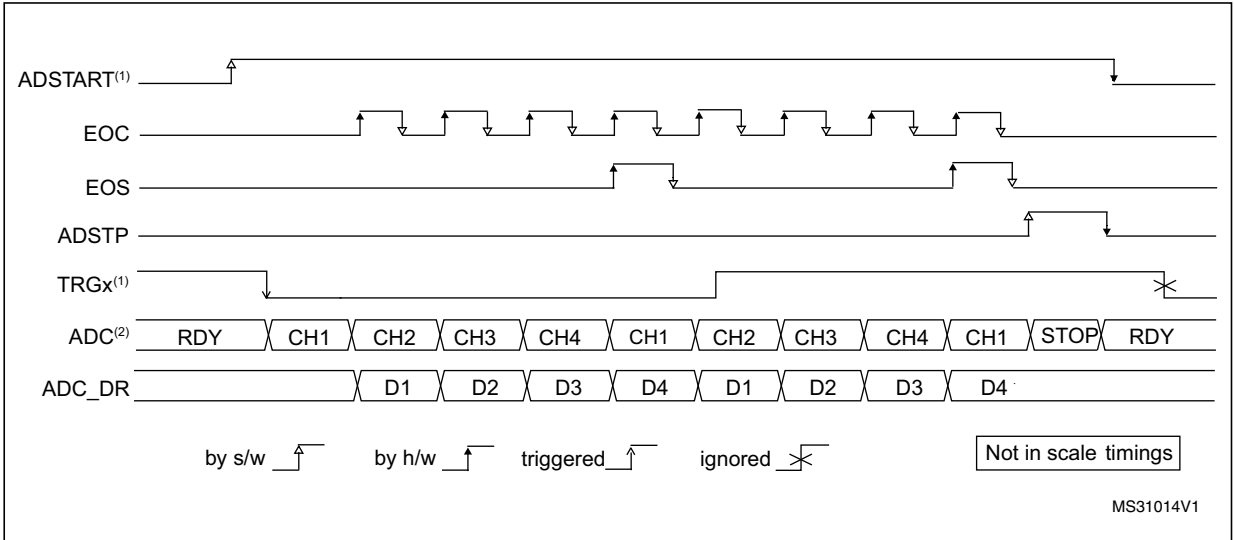 ADSTART(1)
EOC
EOS
ADSTP
TRGx(1)
ADC(2) RDY CH1 CH2 CH3 CH4 CH1 CH2 CH3 CH4 CH1 STOP RDY
ADC_DR D1 D2 D3 D4 D1 D2 D3 D4
by s/w by h/w triggered ignored Not in scale timings
MS31014V1